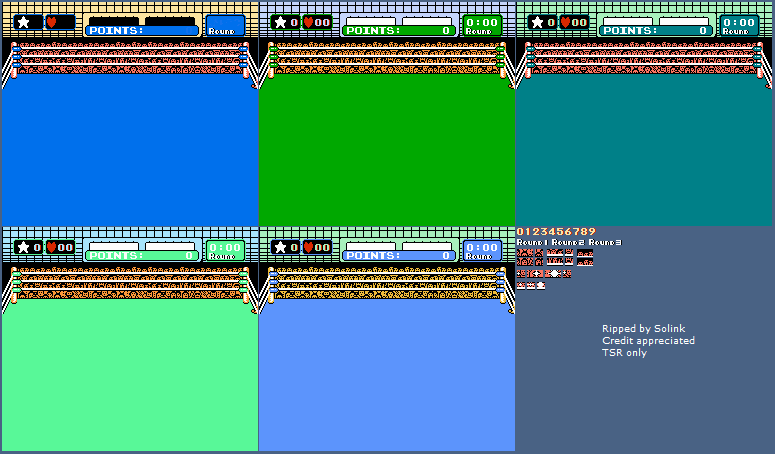 POINTS:
Round
0 00
0:00
POINTS: 0
Round
0 00
0:00
POINTS: 0
Round
0 00
0:00
POINTS: 0
Round
0 00
0:00
POINTS: 0
Round
0123456789
Round 1 Round 2 Round 3
Ripped by Solink
Credit appreciated
TSR only